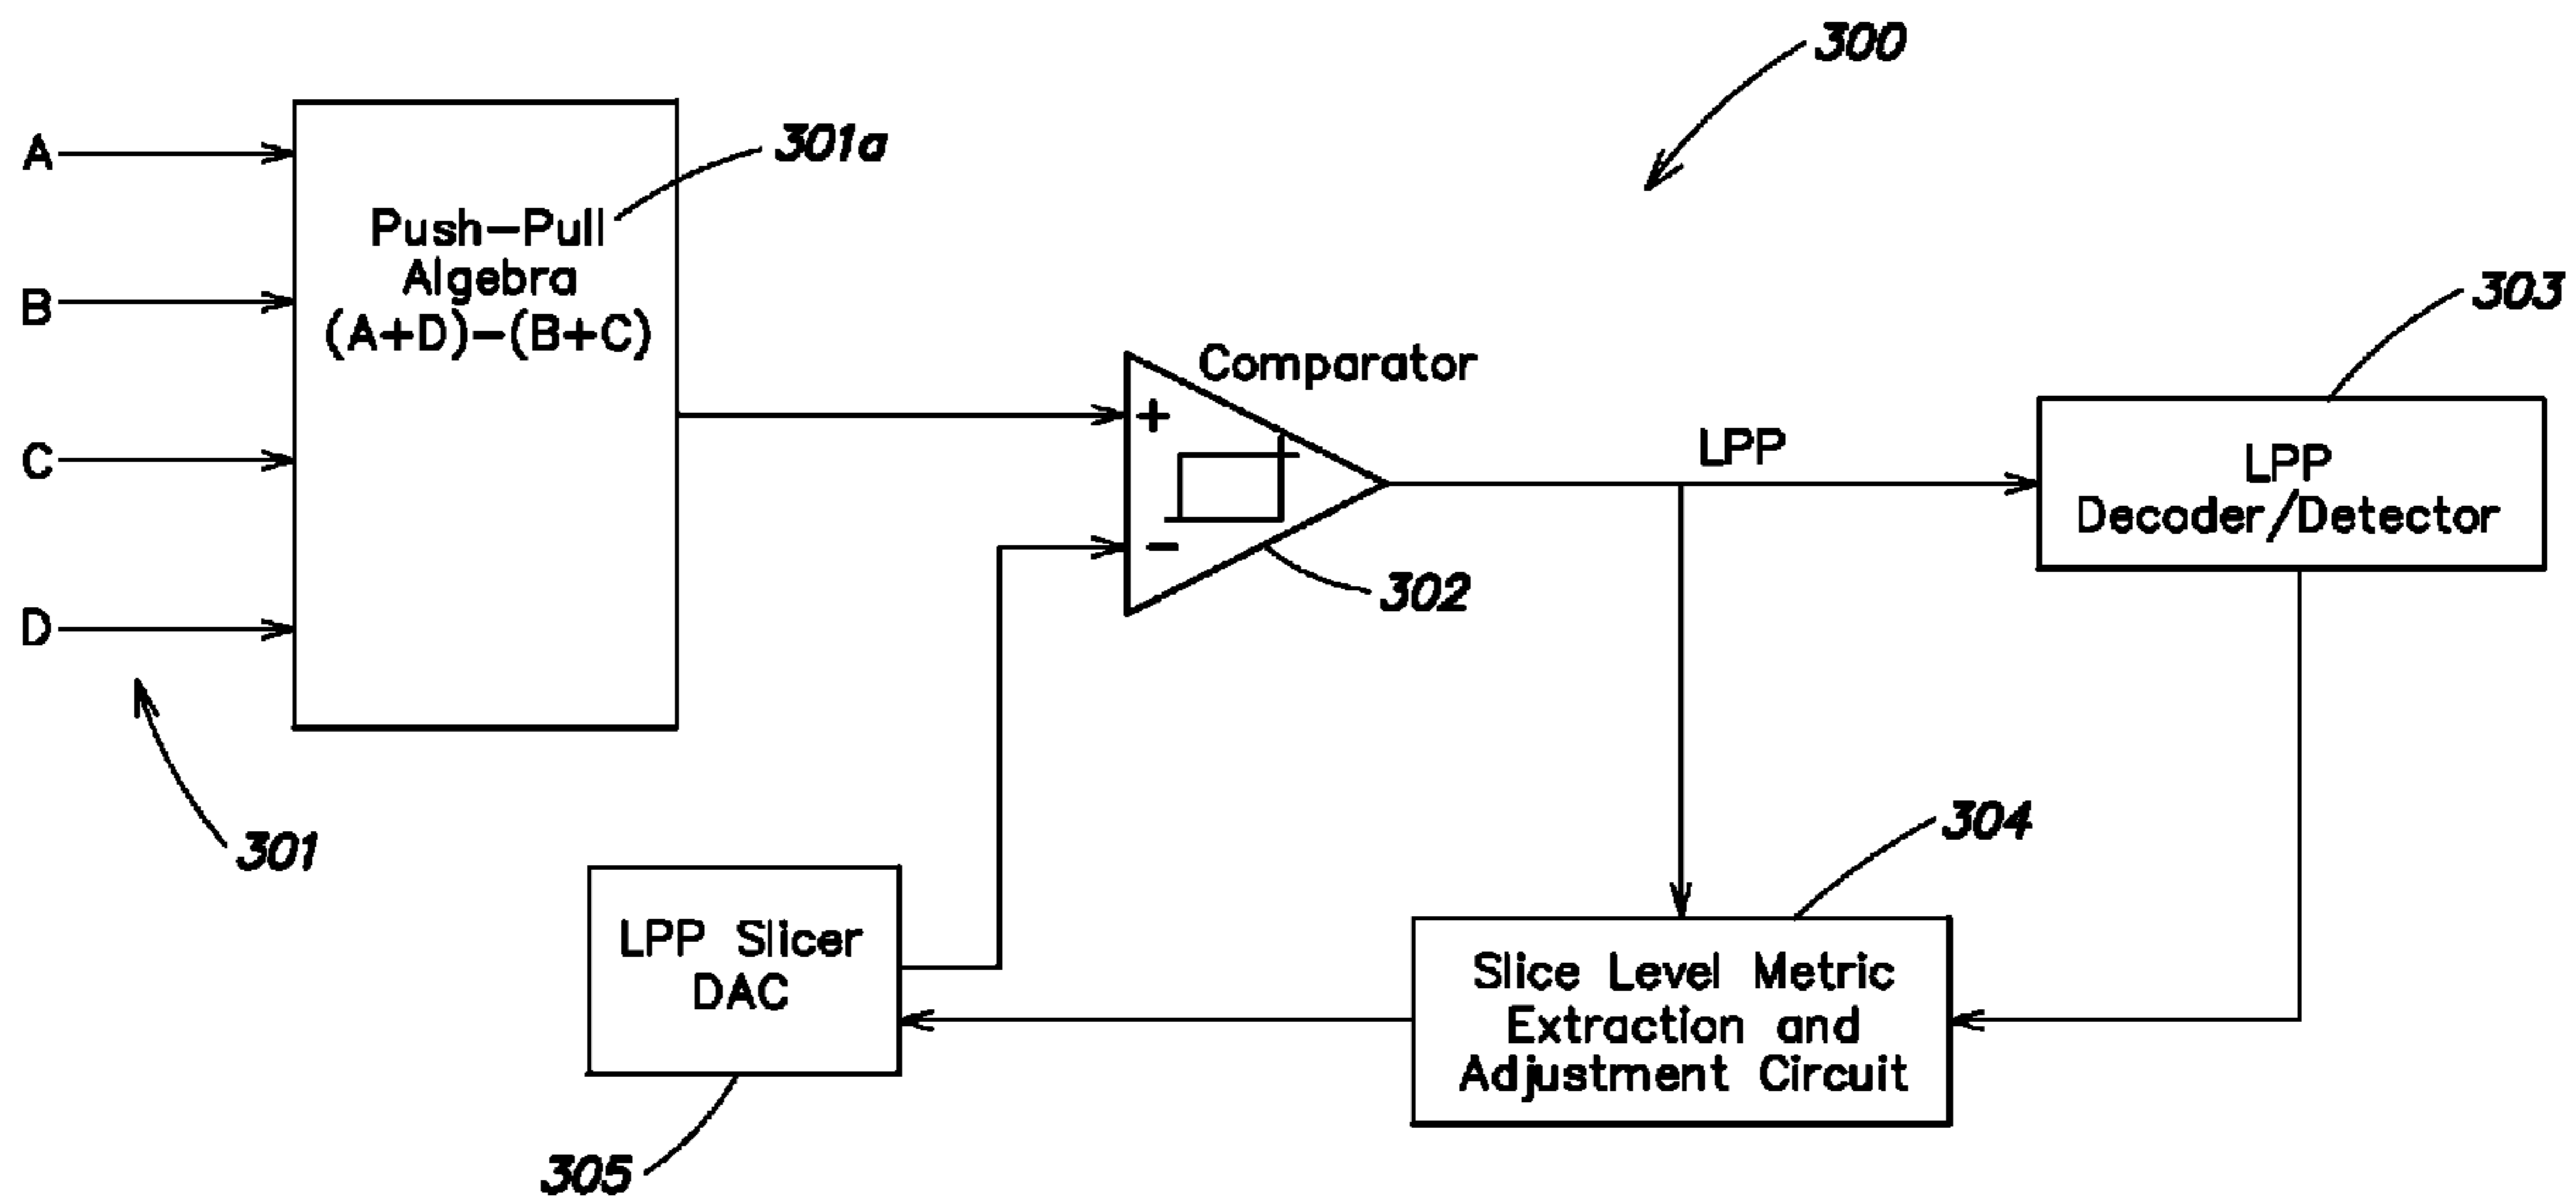 300
A
301a
Push-Pull
Algebra
(A+D)-(B+C)
B
303
Comparator
+
LPP
C
LPP
Decoder/Detector
-
302
D
301
304
LPP Slicer
DAC
Slice Level Metric
Extraction and
Adjustment Circuit
305